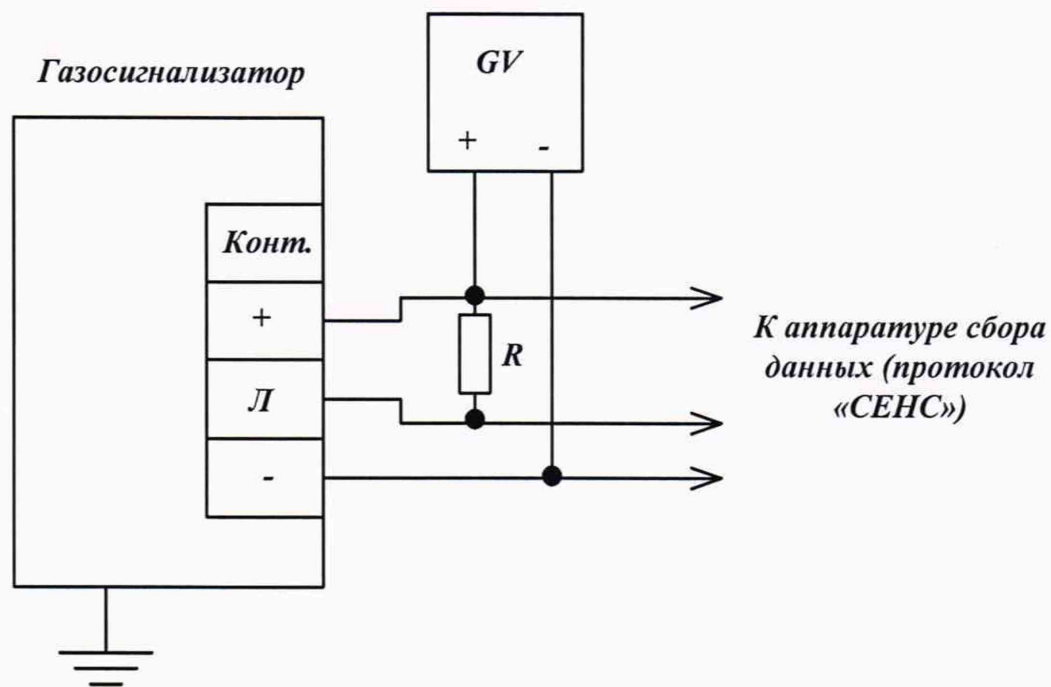 Газосигнализатор
GV
+ -
Конт.
+
Л
-
R
К аппаратуре сбора
данных (протокол
«СЕНС»)